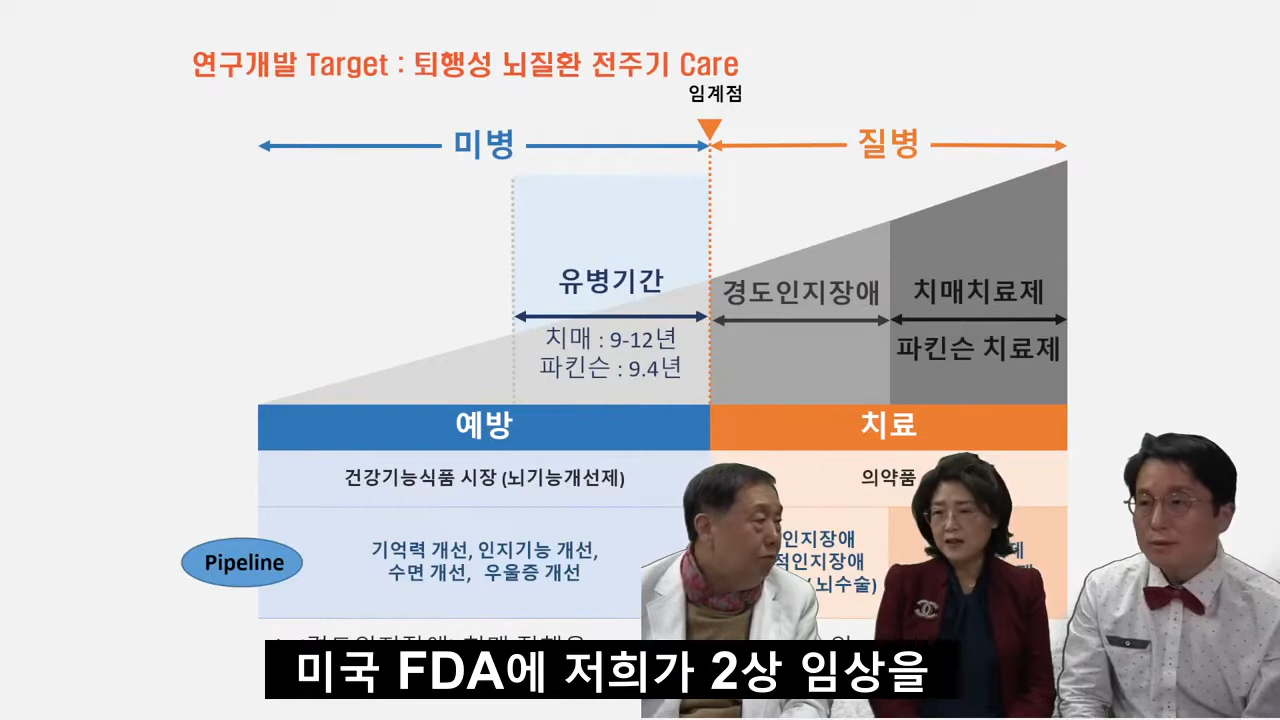 연구개발 Target : 퇴행성 뇌질환 전주기 Care
임계점
미병
질병
유병기간
치매 : 9-12년
파킨슨 : 9.4년
경도인지장애
치매치료제
파킨슨 치료제
예방
치료
건강기능식품 시장 (뇌기능개선제)
의약품
Pipeline
기억력 개선, 인지기능 개선,
수면 개선, 우울증 개선
인지장애
적인지장애
(뇌수술)
미국 FDA에 저희가 2상 임상을